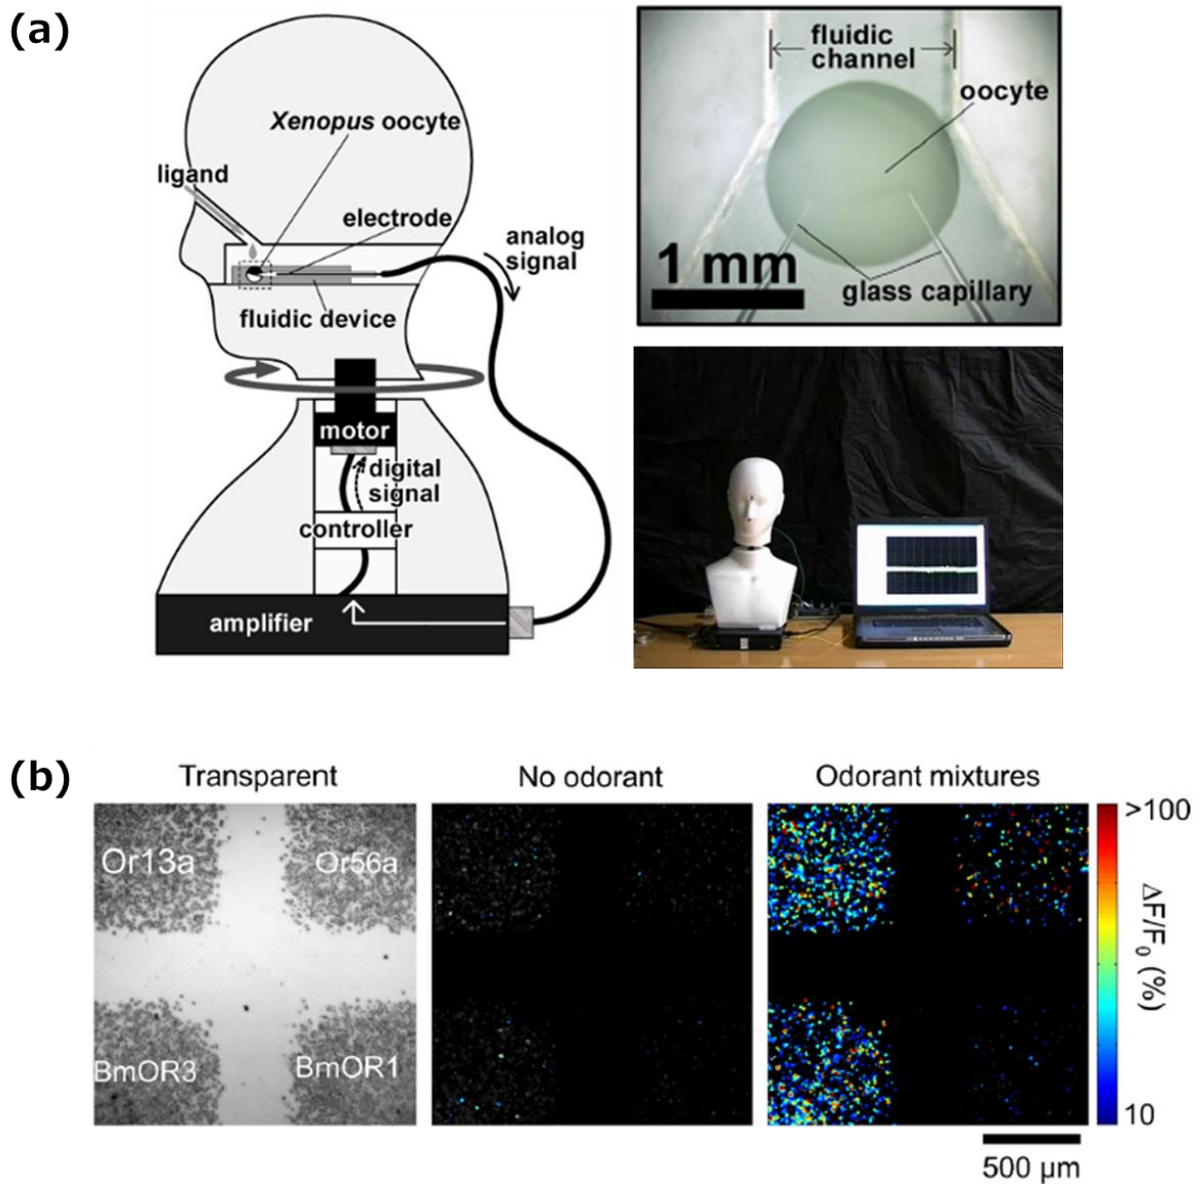 (a)
Xenopus oocyte
ligand
electrode
analog
signal
fluidic device
motor
digital
signal
controller
amplifier
fluidic
channel
oocyte
1 mm
glass capillary
(b)
Transparent
No odorant
Odorant mixtures
Or13a
Or56a
BmOR3
BmOR1
>100
ΔF/F₀ (%)
10
500 µm